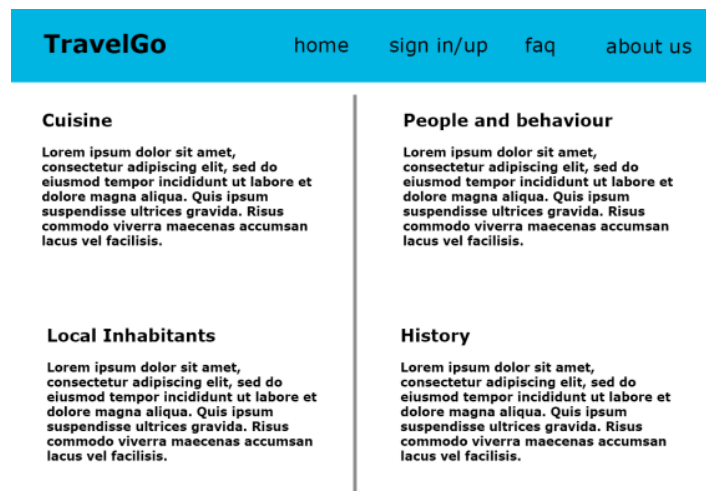 TravelGo home sign in/up faq about us
Cuisine
Lorem ipsum dolor sit amet,
consectetur adipiscing elit, sed do
eiusmod tempor incididunt ut labore et
dolore magna aliqua. Quis ipsum
suspendisse ultrices gravida. Risus
commodo viverra maecenas accumsan
lacus vel facilisis.
People and behaviour
Lorem ipsum dolor sit amet,
consectetur adipiscing elit, sed do
eiusmod tempor incididunt ut labore et
dolore magna aliqua. Quis ipsum
suspendisse ultrices gravida. Risus
commodo viverra maecenas accumsan
lacus vel facilisis.
Local Inhabitants
Lorem ipsum dolor sit amet,
consectetur adipiscing elit, sed do
eiusmod tempor incididunt ut labore et
dolore magna aliqua. Quis ipsum
suspendisse ultrices gravida. Risus
commodo viverra maecenas accumsan
lacus vel facilisis.
History
Lorem ipsum dolor sit amet,
consectetur adipiscing elit, sed do
eiusmod tempor incididunt ut labore et
dolore magna aliqua. Quis ipsum
suspendisse ultrices gravida. Risus
commodo viverra maecenas accumsan
lacus vel facilisis.